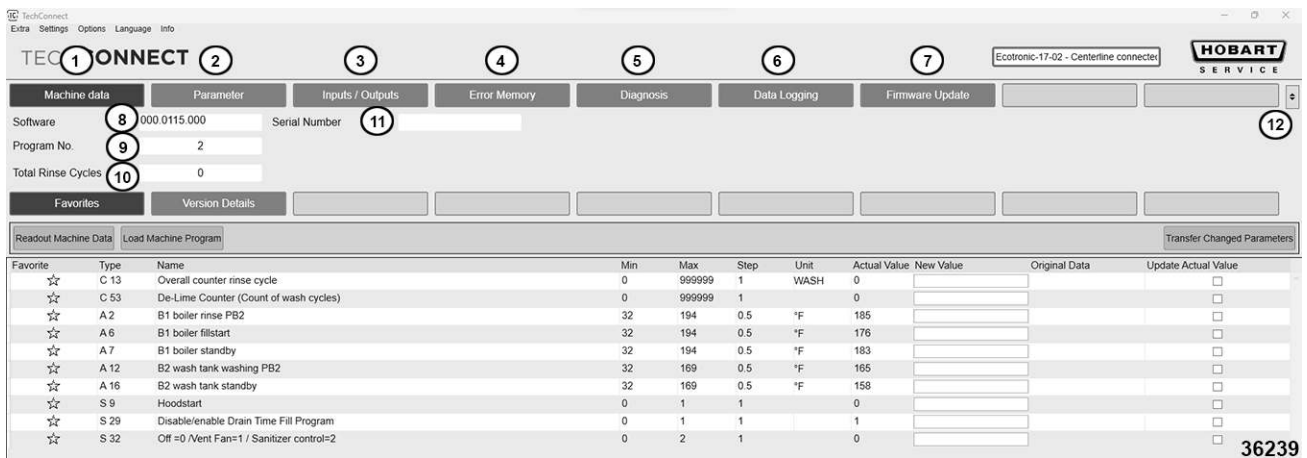 TechConnect
Extra Settings Options Language Info
TEC ONNECT
1 2 3 4 5 6 7
Ecotronic-17-02 - Centerline connected
HOBART
SERVICE
Machine data Parameter Inputs / Outputs Error Memory Diagnosis Data Logging Firmware Update
Software 8 000.0115.000 Serial Number 11 12
Program No. 9 2
Total Rinse Cycles 10 0
Favorites Version Details
Readout Machine Data Load Machine Program Transfer Changed Parameters
Favorite Type Name Min Max Step Unit Actual Value New Value Original Data Update Actual Value
C 13 Overall counter rinse cycle 0 999999 1 WASH 0
C 53 De-Lime Counter (Count of wash cycles) 0 999999 1 0
A 2 B1 boiler rinse PB2 32 194 0.5 °F 185
A 6 B1 boiler fillstart 32 194 0.5 °F 176
A 7 B1 boiler standby 32 194 0.5 °F 183
A 12 B2 wash tank washing PB2 32 169 0.5 °F 165
A 16 B2 wash tank standby 32 169 0.5 °F 158
S 9 Hoodstart 0 1 1 0
S 29 Disable/enable Drain Time Fill Program 0 1 1 1
S 32 Off =0 /Vent Fan=1 / Sanitizer control=2 0 2 1 0
36239